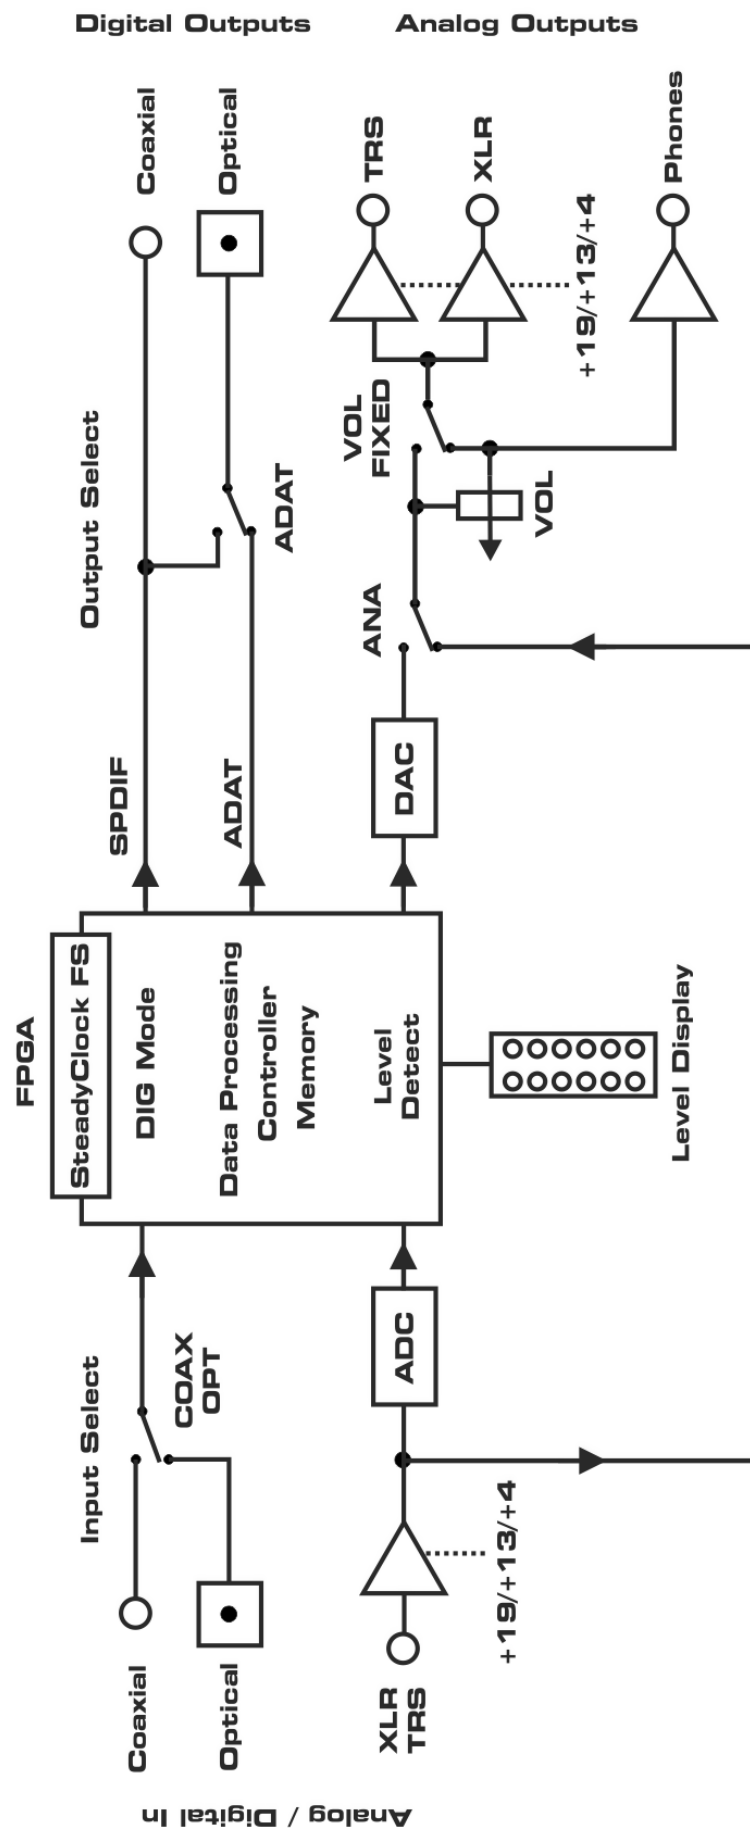 Digital Outputs
Analog Outputs
Coaxial
Optical
TRS
XLR
Phones
+19/+13/+4
Output Select
ADAT
VOL
FIXED
VOL
ANA
SPDIF
ADAT
DAC
FPGA
SteadyClock FS
DIG Mode
Data Processing
Controller
Memory
Level
Detect
Level Display
Input Select
COAX
OPT
ADC
+19/+13/+4
Coaxial
Optical
XLR
TRS
Analog / Digital In